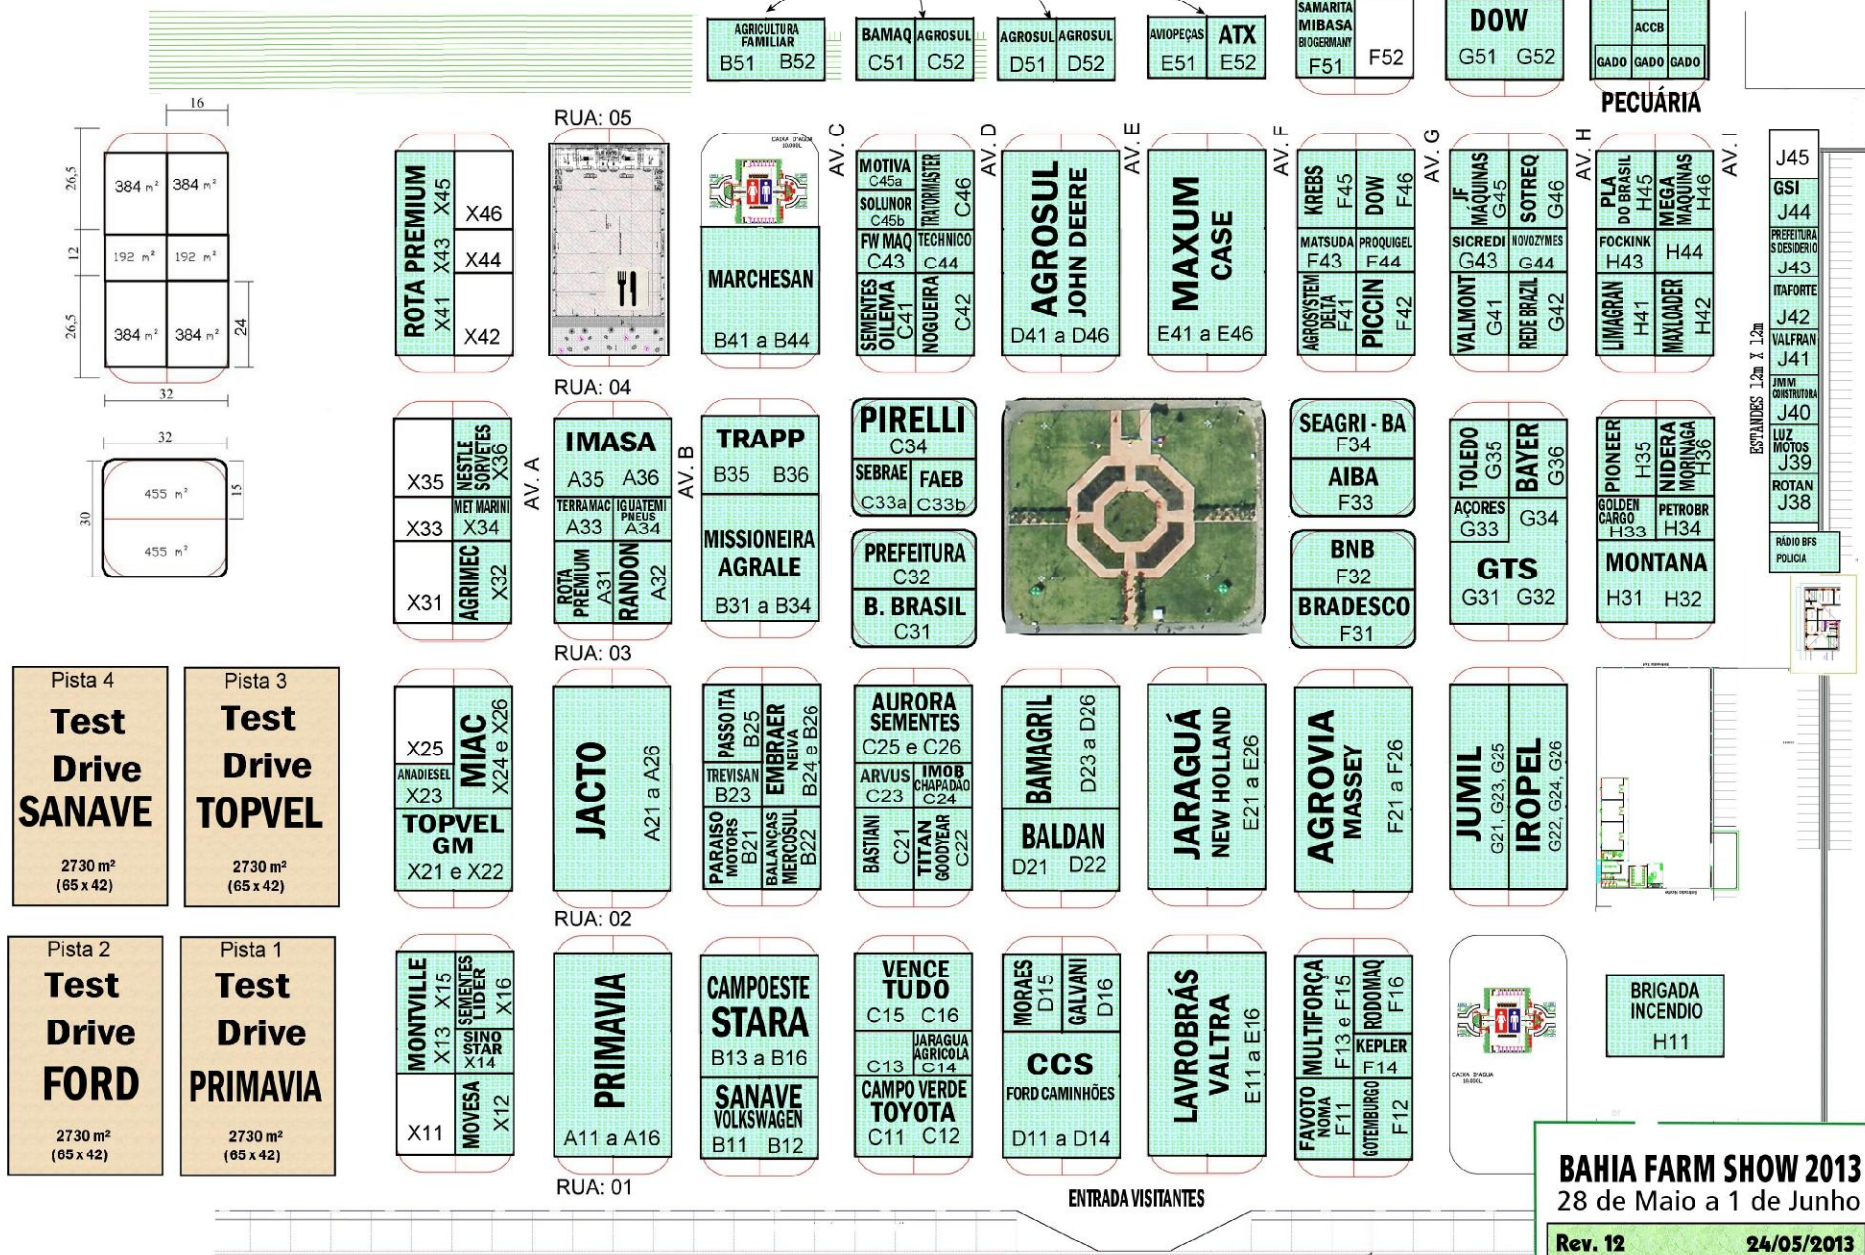 AGRICULTURA
FAMILIAR
B51 B52
BAMAQ
C51
AGROSUL
C52
AGROSUL
D51
AGROSUL
D52
AVIOPEÇAS
E51
ATX
E52
SAMARITA
MIBASA
BIOGERMANY
F51
F52
DOW
G51 G52
ACCB
GADO GADO GADO
PECUÁRIA
16
26,5
12
26,5
384 m² 384 m²
192 m² 192 m²
384 m² 384 m²
24
32
32
30
15
455 m²
455 m²
RUA: 05
AV. C
AV. D
AV. E
AV. F
AV. G
AV. H
AV. I
ROTA PREMIUM
X41 X43 X45
X46
X44
X42
CAIXA D'AGUA
10.000L
MARCHESAN
B41 a B44
MOTIVA
C45a
SOLUNOR
C45b
TRATORMASTER
C46
FW MAQ
C43
TECHNICO
C44
SEMENTES
OILEMA
C41
NOGUEIRA
C42
AGROSUL
JOHN DEERE
D41 a D46
MAXUM
CASE
E41 a E46
KREBS
F45
DOW
F46
MATSUDA
F43
PROQUIGEL
F44
AGROSYSTEM
DELTA
F41
PICCIN
F42
JF
MAQUINAS
G45
SOTREQ
G46
SICREDI
G43
NOVOZYMES
G44
VALMONT
G41
REDE BRAZIL
G42
PLA
DO BRASIL
H45
MEGA
MAQUINAS
H46
FOCKINK
H43
H44
LIMAGRAN
H41
MAXLOADER
H42
J45
GSI
J44
PREFEITURA
S DESIDERIO
J43
ITAFORTE
J42
VALFRAN
J41
JMM
CONSTRUTORA
J40
LUZ
MOTOS
J39
ROTAN
J38
RÁDIO BFS
POLICIA
ESTANDES 12m X 12m
RUA: 04
AV. A
AV. B
X35
NESTLE
SORVETES
X36
X33
MET MARINI
X34
X31
AGRIMEC
X32
IMASA
A35 A36
TERRAMAC
A33
IGUATEMI
PNEUS
A34
ROTA
PREMIUM
A31
RANDON
A32
TRAPP
B35 B36
MISSIONEIRA
AGRALE
B31 a B34
PIRELLI
C34
SEBRAE
C33a
FAEB
C33b
PREFEITURA
C32
B. BRASIL
C31
SEAGRI - BA
F34
AIBA
F33
BNB
F32
BRADESCO
F31
TOLEDO
G35
BAYER
G36
AÇORES
G33
G34
GTS
G31 G32
PIONEER
H35
NIDERA
MORINAGA
H36
GOLDEN
CARGO
H33
PETROBR
H34
MONTANA
H31 H32
RUA: 03
Pista 4
Test
Drive
SANAVE
2730 m²
(65 x 42)
Pista 3
Test
Drive
TOPVEL
2730 m²
(65 x 42)
X25
MIAC
X24 e X26
ANADIESEL
X23
TOPVEL
GM
X21 e X22
JACTO
A21 a A26
PASSO ITA
B25
EMBRAER
NEIVA
B24 e B26
TREVISAN
B23
PARAISO
MOTORS
B21
BALANÇAS
MERCOSUL
B22
AURORA
SEMENTES
C25 e C26
ARVUS
C23
IMOB
CHAPADÃO
C24
BASTIANI
C21
TITAN
GOODYEAR
C22
BAMAGRIL
D23 a D26
BALDAN
D21 D22
JARAGUÁ
NEW HOLLAND
E21 a E26
AGROVIA
MASSEY
F21 a F26
JUMIL
G21, G23, G25
IROPEL
G22, G24, G26
RUA: 02
Pista 2
Test
Drive
FORD
2730 m²
(65 x 42)
Pista 1
Test
Drive
PRIMAVIA
2730 m²
(65 x 42)
MONTVILLE
X13 X15
SEMENTES
LIDER
X16
SINO
STAR
X14
X11
MOVESA
X12
PRIMAVIA
A11 a A16
CAMPOESTE
STARA
B13 a B16
SANAVE
VOLKSWAGEN
B11 B12
VENCE
TUDO
C15 C16
C13
JARAGUA
AGRICOLA
C14
CAMPO VERDE
TOYOTA
C11 C12
MORAES
D15
GALVANI
D16
CCS
FORD CAMINHÕES
D11 a D14
LAVROBRÁS
VALTRA
E11 a E16
MULTIFORÇA
F13 e F15
RODOMAQ
F16
KEPLER
F14
FAVOTO
NOMA
F11
GOTEMBURGO
F12
CAIXA D'AGUA
10.000L
BRIGADA
INCENDIO
H11
RUA: 01
ENTRADA VISITANTES
BAHIA FARM SHOW 2013
28 de Maio a 1 de Junho
Rev. 12 24/05/2013